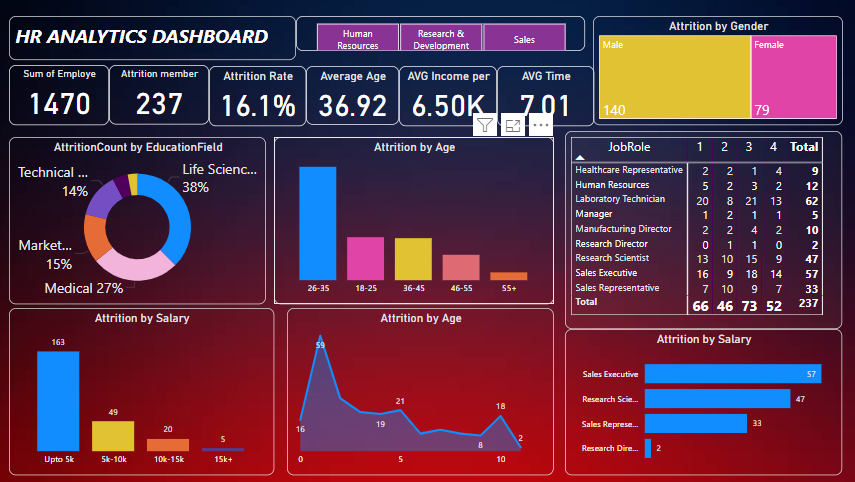 HR ANALYTICS DASHBOARD
Human
Resources
Research &
Development
Sales
Sum of Employe
1470
Attrition member
237
Attrition Rate
16.1%
Average Age
36.92
AVG Income per
6.50K
AVG Time
7.01
Attrition by Gender
Male
140
Female
79
AttritionCount by EducationField
Technical ...
14%
Life Scienc...
38%
Market...
15%
Medical 27%
Attrition by Age
26-35
18-25
36-45
46-55
55+
JobRole 1 2 3 4 Total
Healthcare Representative 2 2 1 4 9
Human Resources 5 2 3 2 12
Laboratory Technician 20 8 21 13 62
Manager 1 2 1 1 5
Manufacturing Director 2 2 4 2 10
Research Director 0 1 1 0 2
Research Scientist 13 10 15 9 47
Sales Executive 16 9 18 14 57
Sales Representative 7 10 9 7 33
Total 66 46 73 52 237
Attrition by Salary
163
49
20
5
Upto 5k
5k-10k
10k-15k
15k+
Attrition by Age
59
16
19
21
8
18
2
0
5
10
Attrition by Salary
Sales Executive 57
Research Scie... 47
Sales Represe... 33
Research Dire... 2